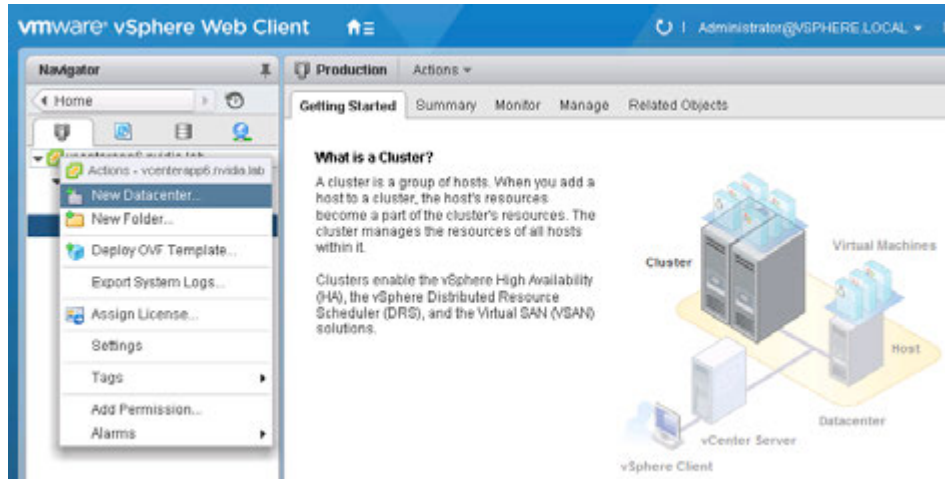 vmware® vSphere Web Client
Administrator@VSPHERE.LOCAL
Navigator
Home
Production Actions
Getting Started Summary Monitor Manage Related Objects
vcenterapp6.nvidia.lab
Actions - vcenterapp6.nvidia.lab
New Datacenter...
New Folder...
Deploy OVF Template...
Export System Logs...
Assign License...
Settings
Tags
Add Permission...
Alarms
What is a Cluster?
A cluster is a group of hosts. When you add a
host to a cluster, the host's resources
become a part of the cluster's resources. The
cluster manages the resources of all hosts
within it.
Clusters enable the vSphere High Availability
(HA), the vSphere Distributed Resource
Scheduler (DRS), and the Virtual SAN (VSAN)
solutions.
Cluster
Virtual Machines
Host
Datacenter
vCenter Server
vSphere Client